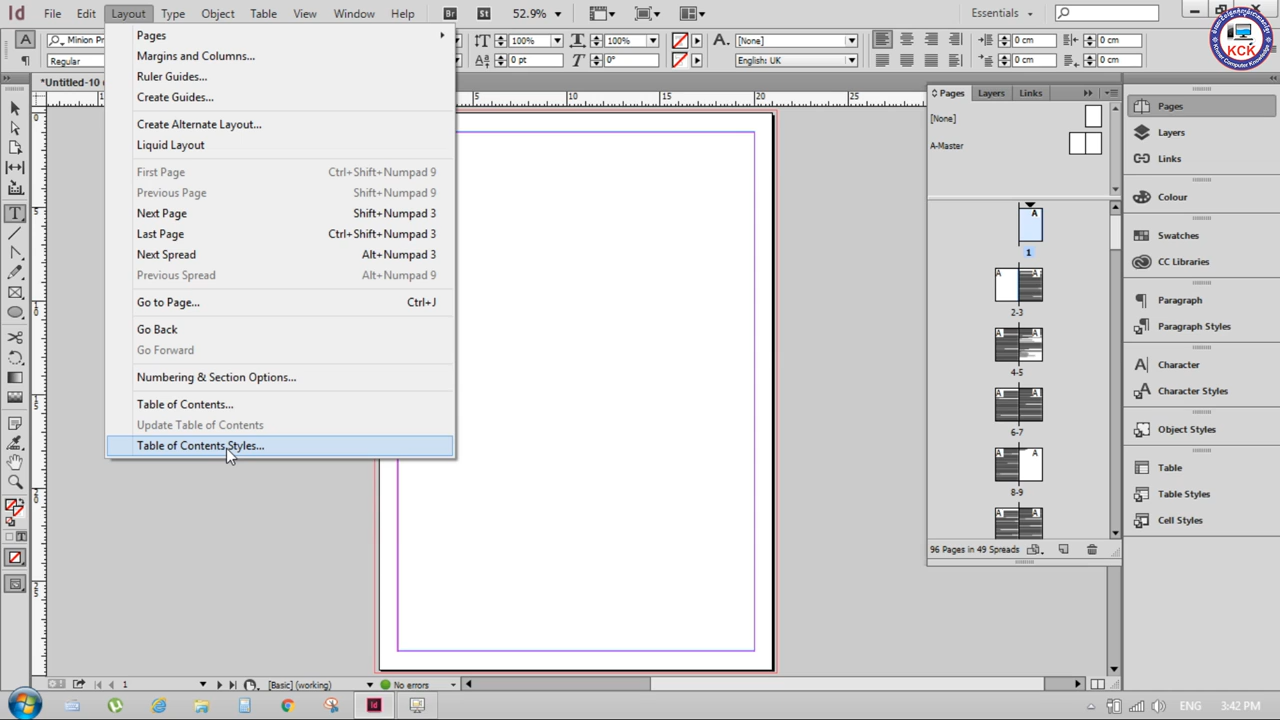 Id File Edit Layout Type Object Table View Window Help Br St 52.9% Essentials
Minion Pr 100% 100% A. [None] 0 cm 0 cm
Regular 0 pt 0° English: UK 0 cm 0 cm
KCK
*Untitled-10
Pages
Margins and Columns...
Ruler Guides...
Create Guides...
Create Alternate Layout...
Liquid Layout
First Page Ctrl+Shift+Numpad 9
Previous Page Shift+Numpad 9
Next Page Shift+Numpad 3
Last Page Ctrl+Shift+Numpad 3
Next Spread Alt+Numpad 3
Previous Spread Alt+Numpad 9
Go to Page... Ctrl+J
Go Back
Go Forward
Numbering & Section Options...
Table of Contents...
Update Table of Contents
Table of Contents Styles...
5 10 15 20 25
0
5
10
15
20
25
Pages Layers Links
[None]
A-Master
A
1
A A
2-3
A A
4-5
A A
6-7
A A
8-9
A A
96 Pages in 49 Spreads
Pages
Layers
Links
Colour
Swatches
CC Libraries
Paragraph
Paragraph Styles
Character
Character Styles
Object Styles
Table
Table Styles
Cell Styles
1 [Basic] (working) No errors
Id ENG 3:42 PM